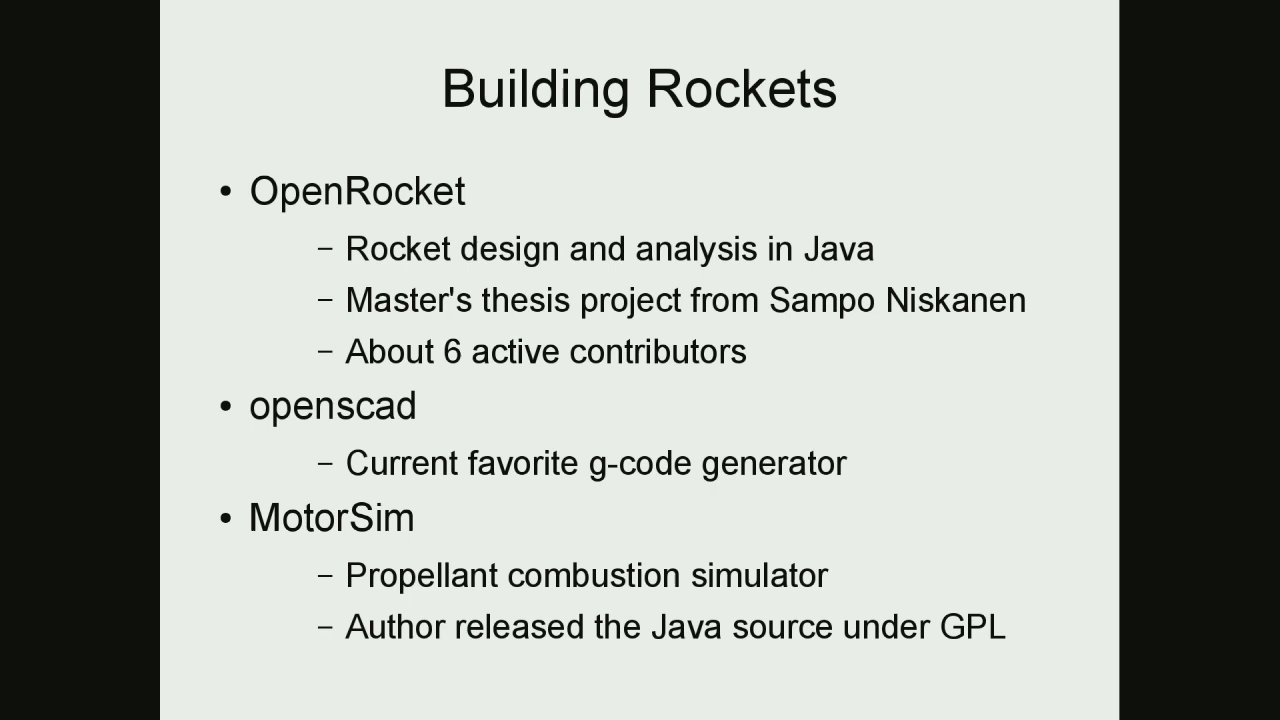 Building Rockets
• OpenRocket
– Rocket design and analysis in Java
– Master's thesis project from Sampo Niskanen
– About 6 active contributors
• openscad
– Current favorite g-code generator
• MotorSim
– Propellant combustion simulator
– Author released the Java source under GPL